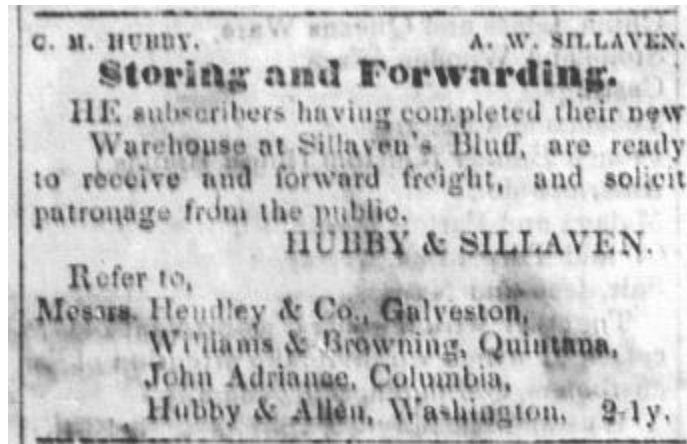 C. M. HUBBY. A. W. SILLAVEN.
Storing and Forwarding.
HE subscribers having completed their new
Warehouse at Sillaven's Bluff, are ready
to receive and forward freight, and solicit
patronage from the public.
HUBBY & SILLAVEN.
Refer to,
Messrs. Hendley & Co., Galveston,
Williams & Browning, Quintana,
John Adriance, Columbia,
Hubby & Allen, Washington. 2-1y.